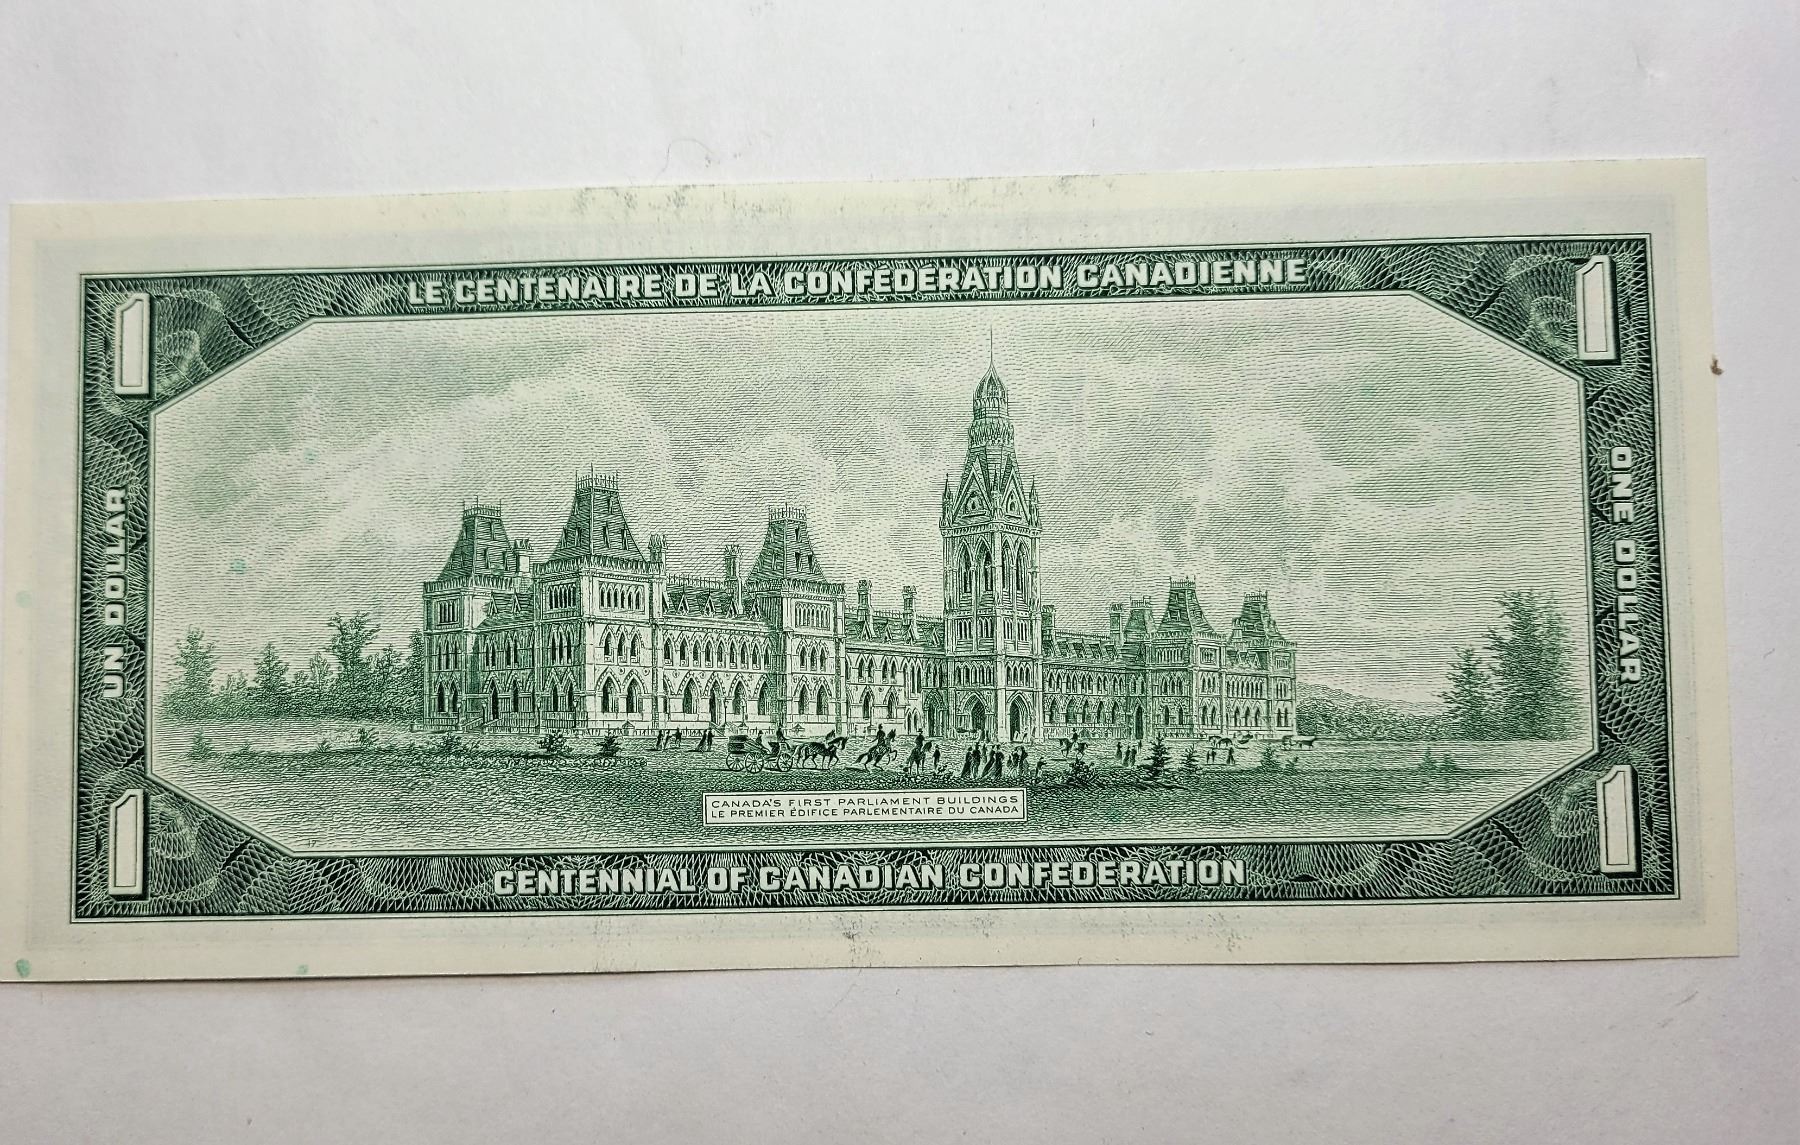 LE CENTENAIRE DE LA CONFÉDÉRATION CANADIENNE
1
1
UN DOLLAR
ONE DOLLAR
CANADA'S FIRST PARLIAMENT BUILDINGS
LE PREMIER ÉDIFICE PARLEMENTAIRE DU CANADA
1
1
CENTENNIAL OF CANADIAN CONFEDERATION